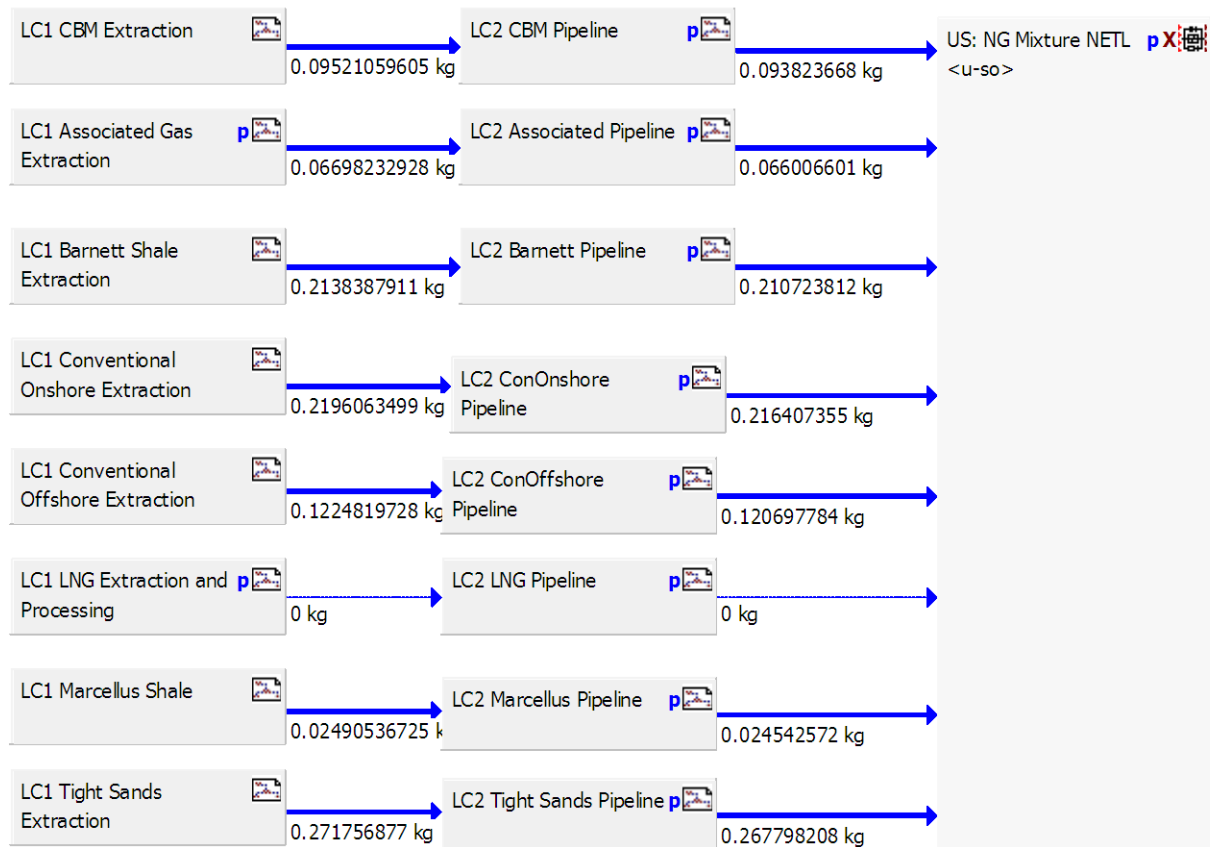 LC1 CBM Extraction
0.09521059605 kg
LC2 CBM Pipeline
p
0.093823668 kg
US: NG Mixture NETL
p X
<u-so>
LC1 Associated Gas
Extraction
p
0.06698232928 kg
LC2 Associated Pipeline
p
0.066006601 kg
LC1 Barnett Shale
Extraction
0.2138387911 kg
LC2 Barnett Pipeline
p
0.210723812 kg
LC1 Conventional
Onshore Extraction
0.2196063499 kg
LC2 ConOnshore
Pipeline
p
0.216407355 kg
LC1 Conventional
Offshore Extraction
0.1224819728 kg
LC2 ConOffshore
Pipeline
p
0.120697784 kg
LC1 LNG Extraction and
Processing
p
0 kg
LC2 LNG Pipeline
p
0 kg
LC1 Marcellus Shale
0.02490536725 k
LC2 Marcellus Pipeline
p
0.024542572 kg
LC1 Tight Sands
Extraction
0.271756877 kg
LC2 Tight Sands Pipeline
p
0.267798208 kg